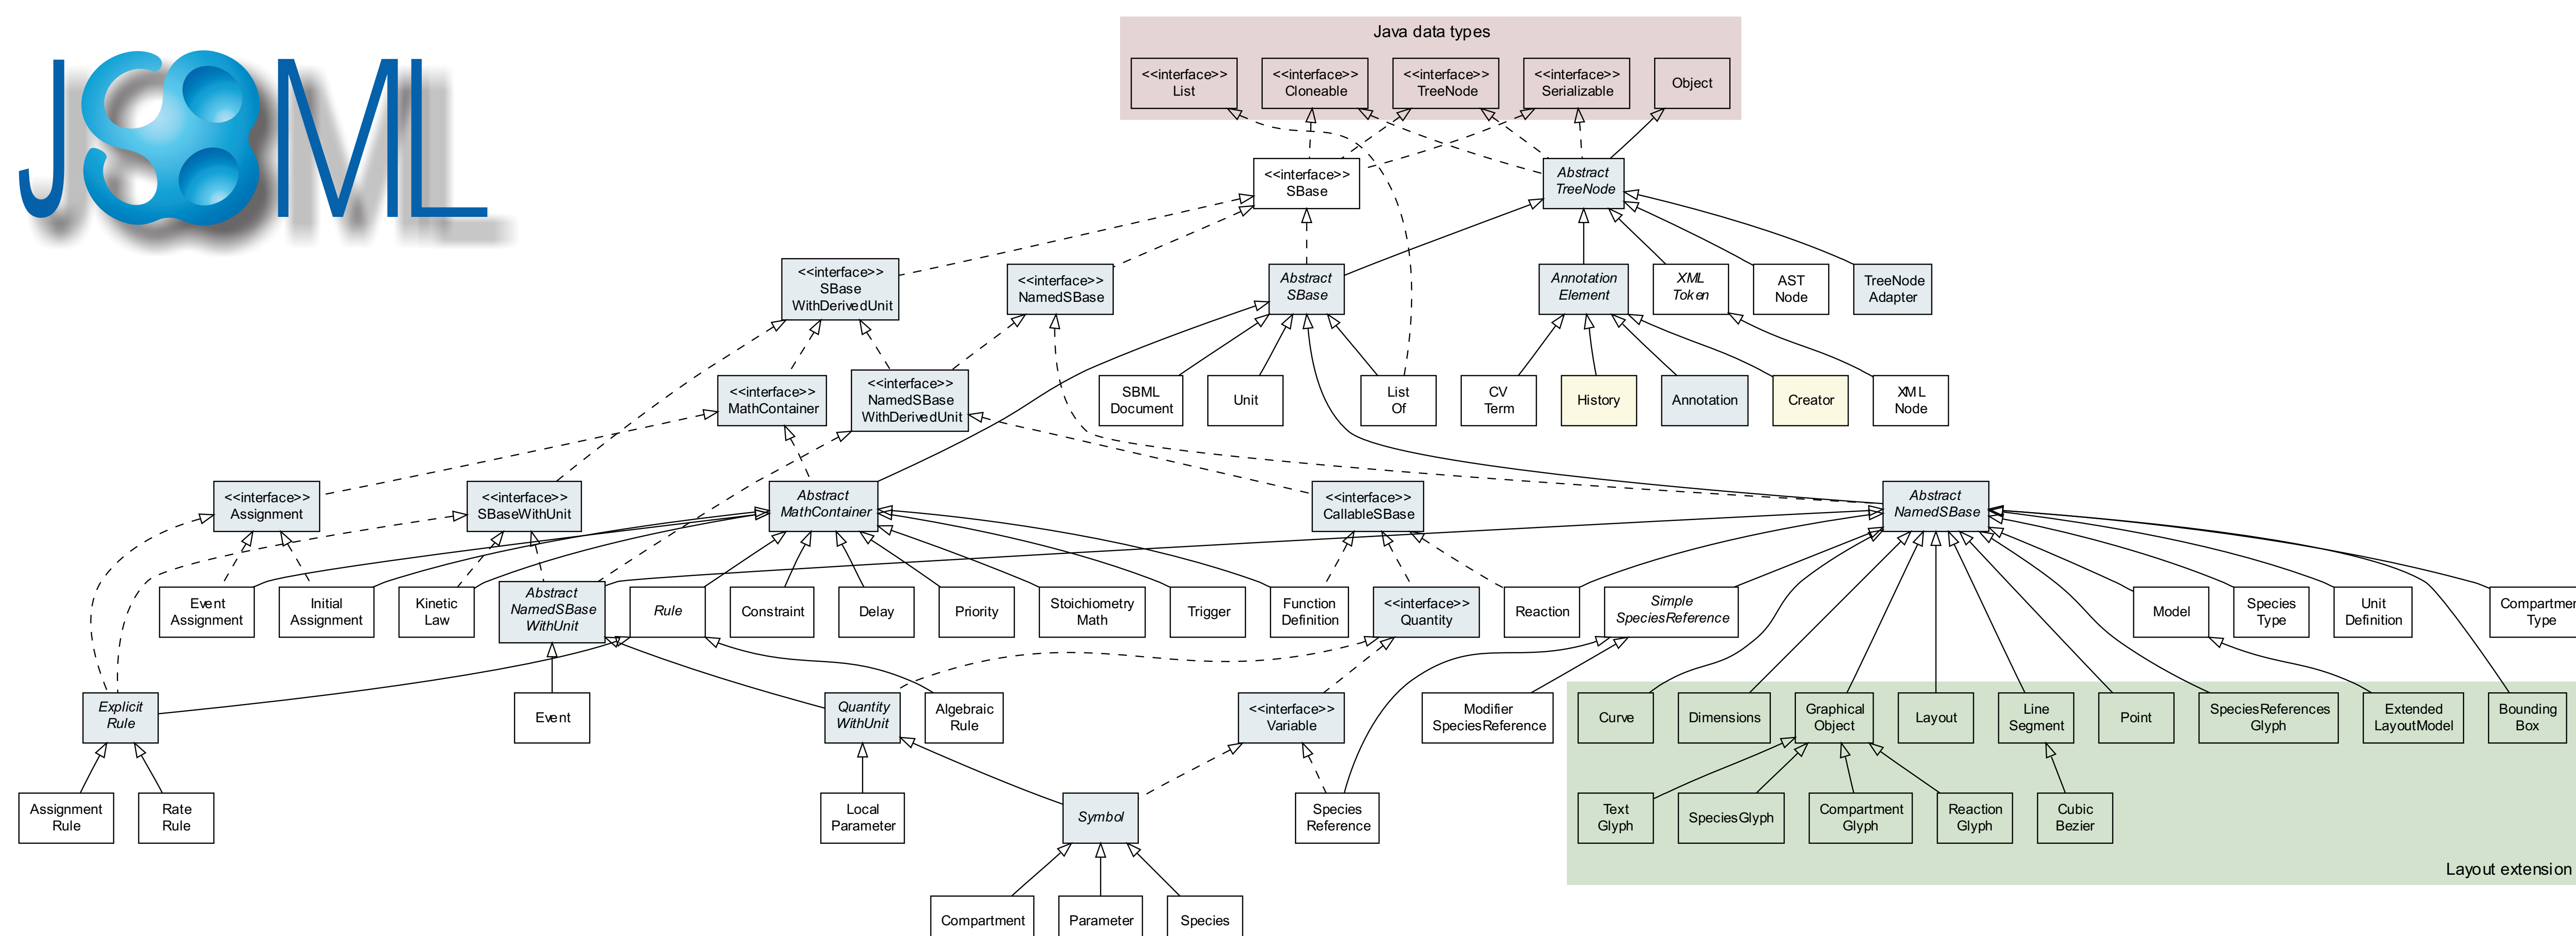 JSBML
Java data types
<<interface>>
List
<<interface>>
Cloneable
<<interface>>
TreeNode
<<interface>>
Serializable
Object
<<interface>>
SBase
Abstract
TreeNode
<<interface>>
SBase
WithDerivedUnit
<<interface>>
NamedSBase
Abstract
SBase
Annotation
Element
XML
Token
AST
Node
TreeNode
Adapter
<<interface>>
MathContainer
<<interface>>
NamedSBase
WithDerivedUnit
SBML
Document
Unit
List
Of
CV
Term
History
Annotation
Creator
XML
Node
<<interface>>
Assignment
<<interface>>
SBaseWithUnit
Abstract
MathContainer
<<interface>>
CallableSBase
Abstract
NamedSBase
Event
Assignment
Initial
Assignment
Kinetic
Law
Abstract
NamedSBase
WithUnit
Rule
Constraint
Delay
Priority
Stoichiometry
Math
Trigger
Function
Definition
<<interface>>
Quantity
Reaction
Simple
SpeciesReference
Model
Species
Type
Unit
Definition
Compartmen
Type
Explicit
Rule
Event
Quantity
WithUnit
Algebraic
Rule
<<interface>>
Variable
Modifier
SpeciesReference
Curve
Dimensions
Graphical
Object
Layout
Line
Segment
Point
SpeciesReferences
Glyph
Extended
LayoutModel
Bounding
Box
Assignment
Rule
Rate
Rule
Local
Parameter
Symbol
Species
Reference
Text
Glyph
SpeciesGlyph
Compartment
Glyph
Reaction
Glyph
Cubic
Bezier
Layout extension
Compartment
Parameter
Species